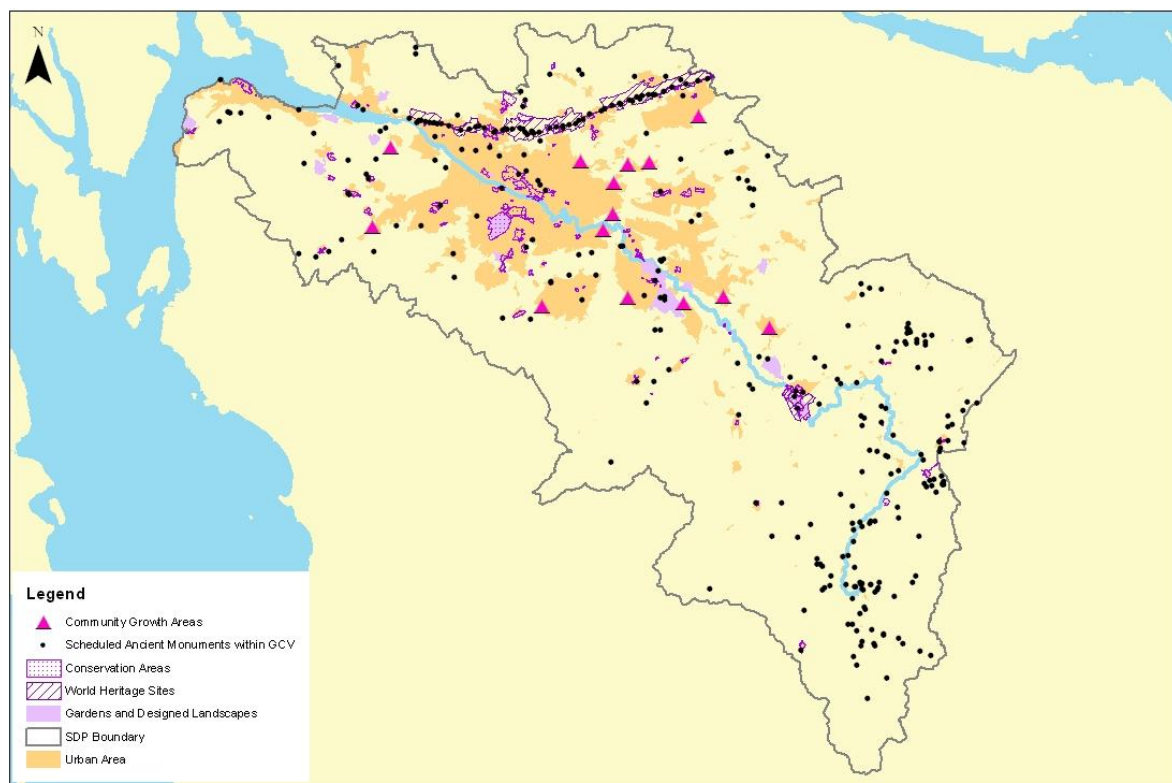 N
Legend
Community Growth Areas
Scheduled Ancient Monuments within GCV
Conservation Areas
World Heritage Sites
Gardens and Designed Landscapes
SDP Boundary
Urban Area